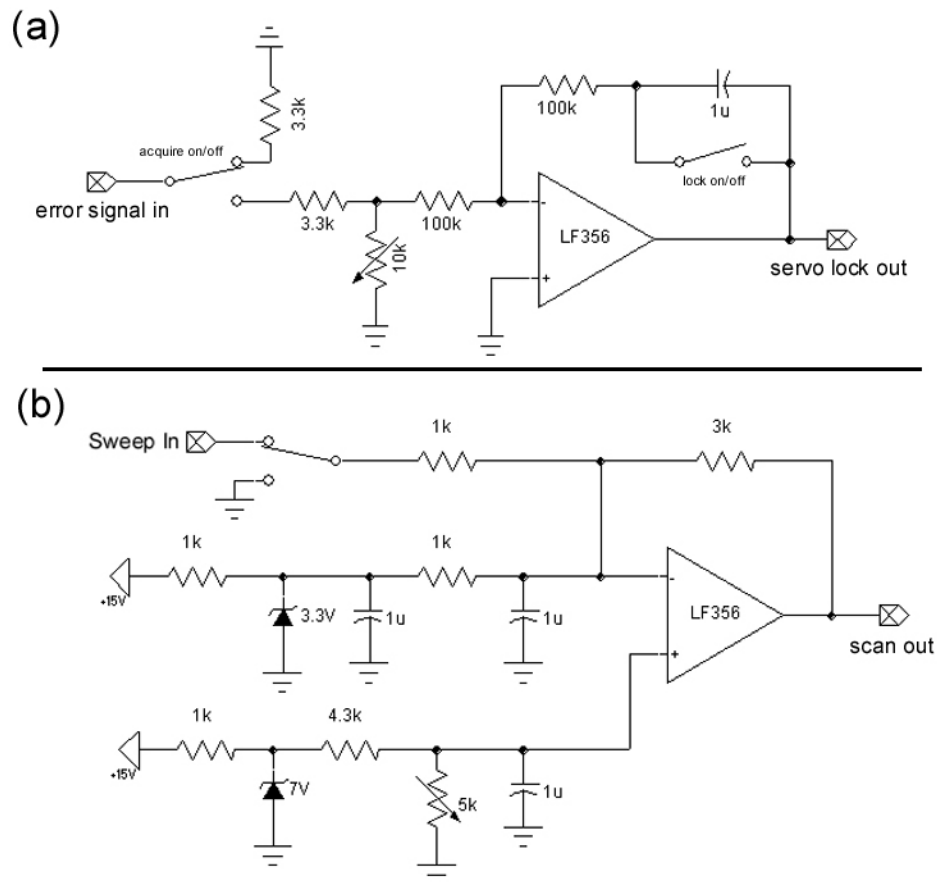 (a)
3.3k
acquire on/off
error signal in
3.3k
10k
100k
100k
1u
lock on/off
LF356
-
+
servo lock out
(b)
Sweep In
1k
3k
1k
+15V
3.3V
1u
1k
1u
LF356
-
+
scan out
1k
+15V
7V
4.3k
5k
1u